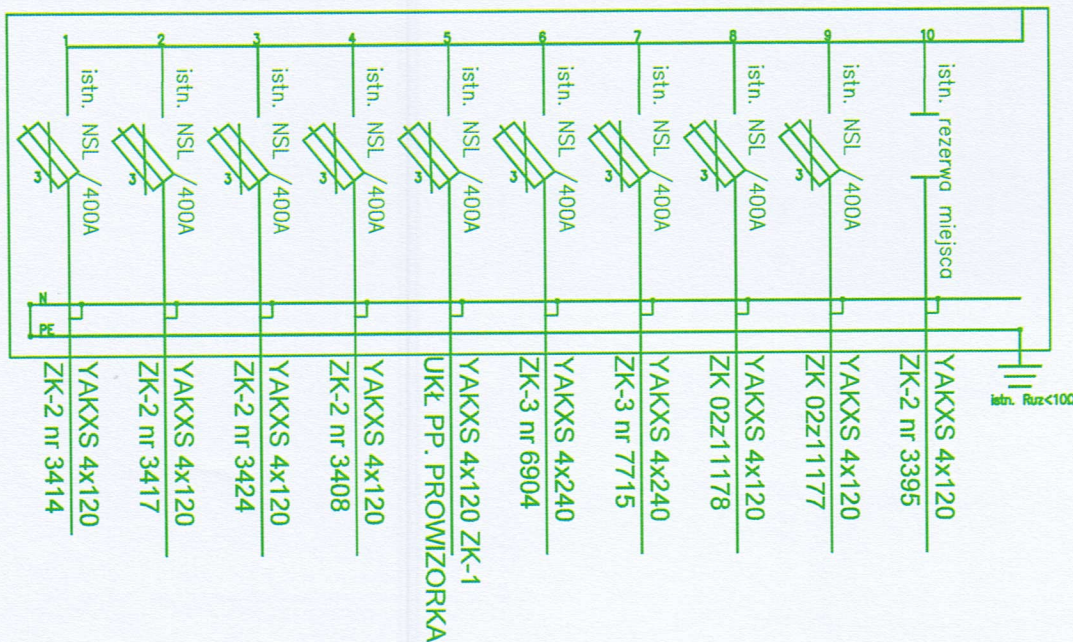 1 2 3 4 5 6 7 8 9 10
istn. NSL 400A
istn. NSL 400A
istn. NSL 400A
istn. NSL 400A
istn. NSL 400A
istn. NSL 400A
istn. NSL 400A
istn. NSL 400A
istn. NSL 400A
istn. rezerwa miejsca
3 3 3 3 3 3 3 3 3
N
PE
YAKXS 4x120
ZK-2 nr 3414
YAKXS 4x120
ZK-2 nr 3417
YAKXS 4x120
ZK-2 nr 3424
YAKXS 4x120
ZK-2 nr 3408
YAKXS 4x120 ZK-1
UKŁ PP. PROWIZORKA
YAKXS 4x240
ZK-3 nr 6904
YAKXS 4x240
ZK-3 nr 7715
YAKXS 4x120
ZK 02z11178
YAKXS 4x120
ZK 02z11177
YAKXS 4x120
ZK-2 nr 3395
istn. Ruz<10Ω